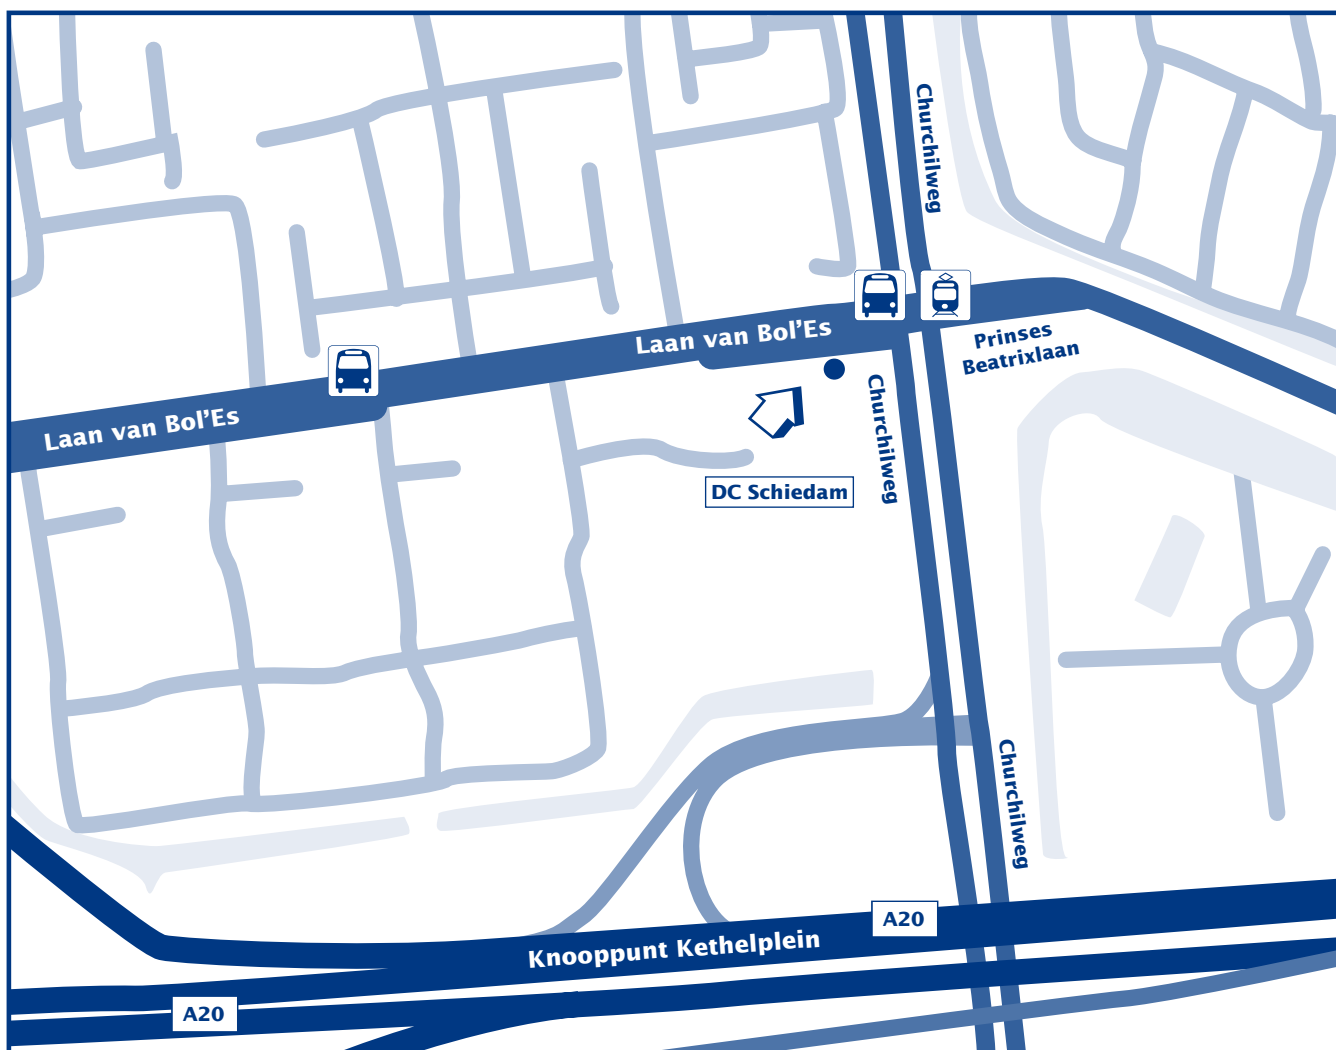 Churchilweg
Laan van Bol'Es
Prinses
Beatrixlaan
Laan van Bol'Es
Churchilweg
DC Schiedam
Churchilweg
A20
Knooppunt Kethelplein
A20